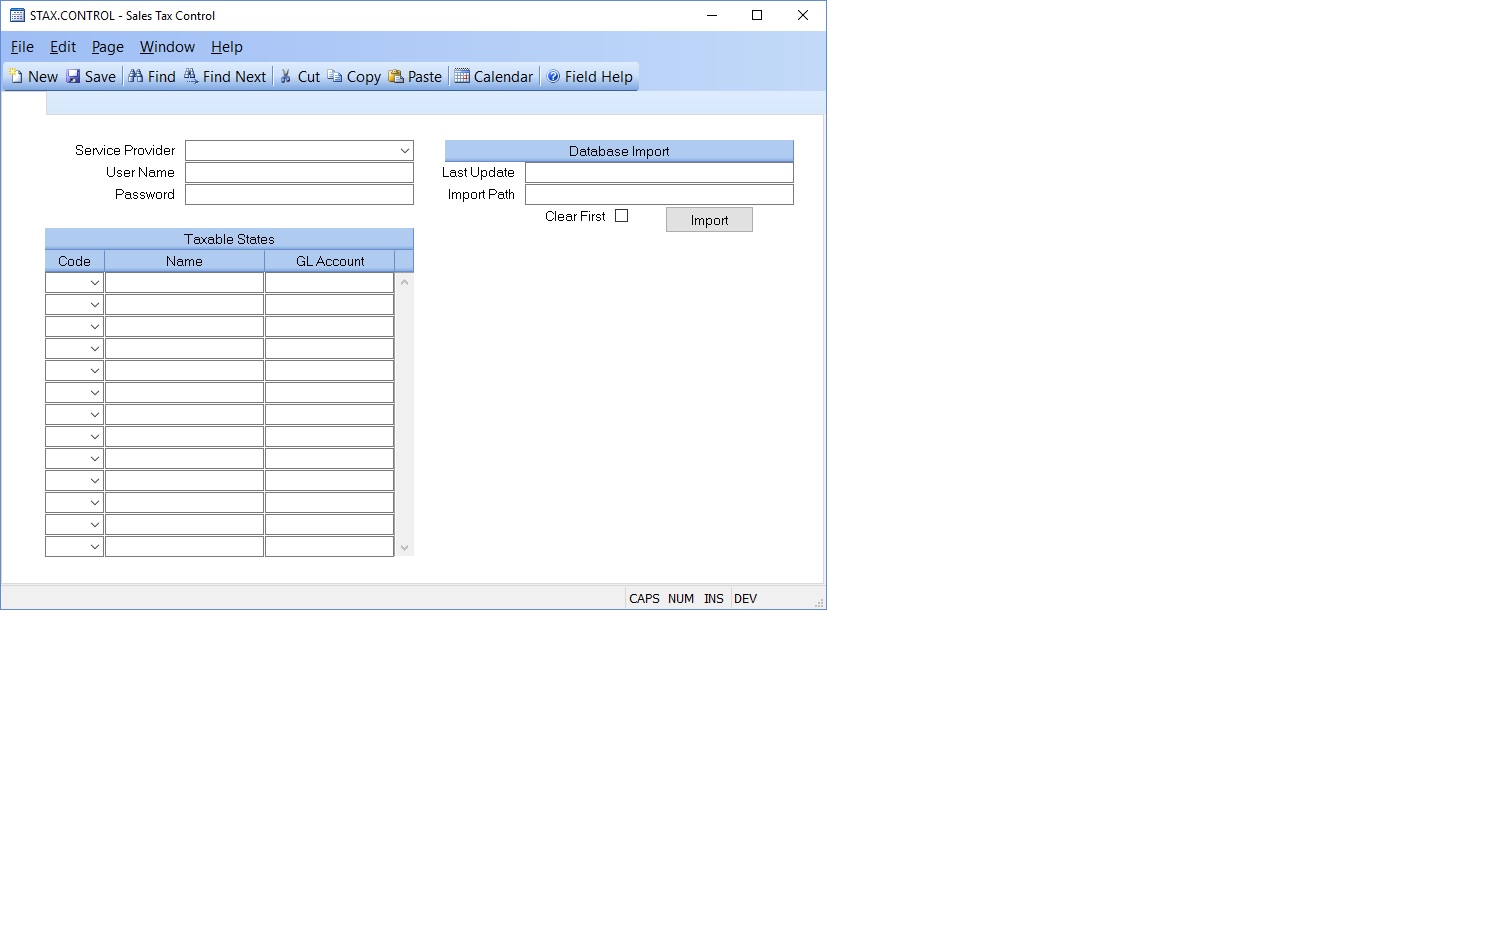 STAX.CONTROL - Sales Tax Control
File Edit Page Window Help
New Save Find Find Next Cut Copy Paste Calendar Field Help
Service Provider
User Name
Password
Database Import
Last Update
Import Path
Clear First Import
Taxable States
Code Name GL Account
CAPS NUM INS DEV